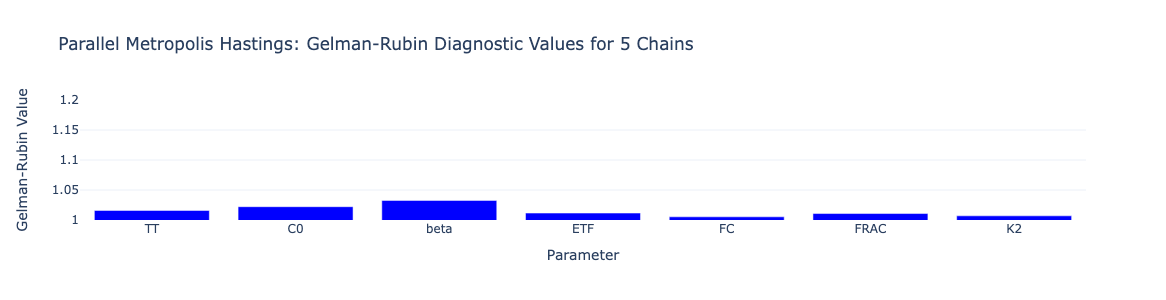 Parallel Metropolis Hastings: Gelman-Rubin Diagnostic Values for 5 Chains
Gelman-Rubin Value
1.2
1.15
1.1
1.05
1
TT C0 beta ETF FC FRAC K2
Parameter